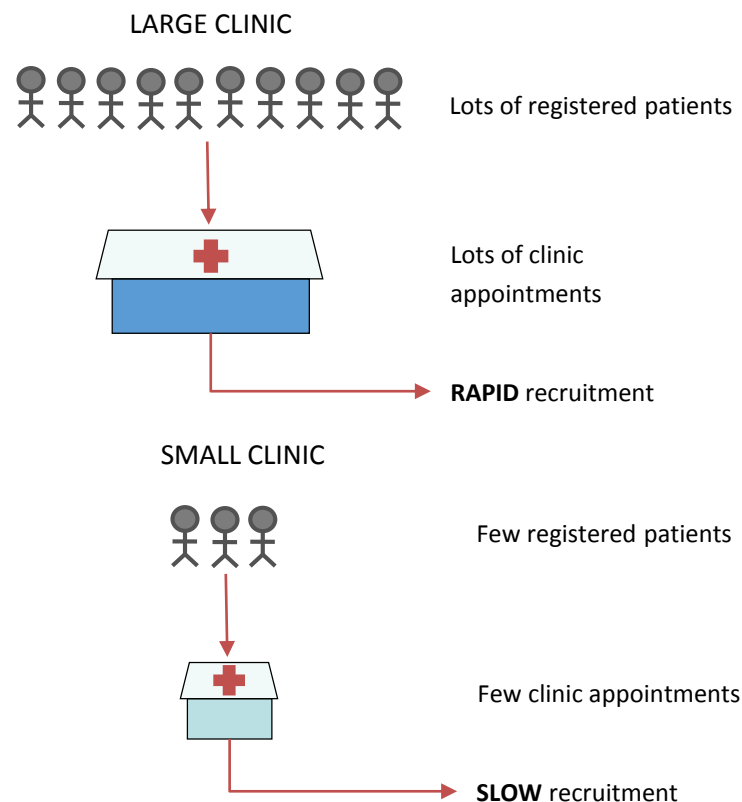 LARGE CLINIC
Lots of registered patients
Lots of clinic
appointments
RAPID recruitment
SMALL CLINIC
Few registered patients
Few clinic appointments
SLOW recruitment